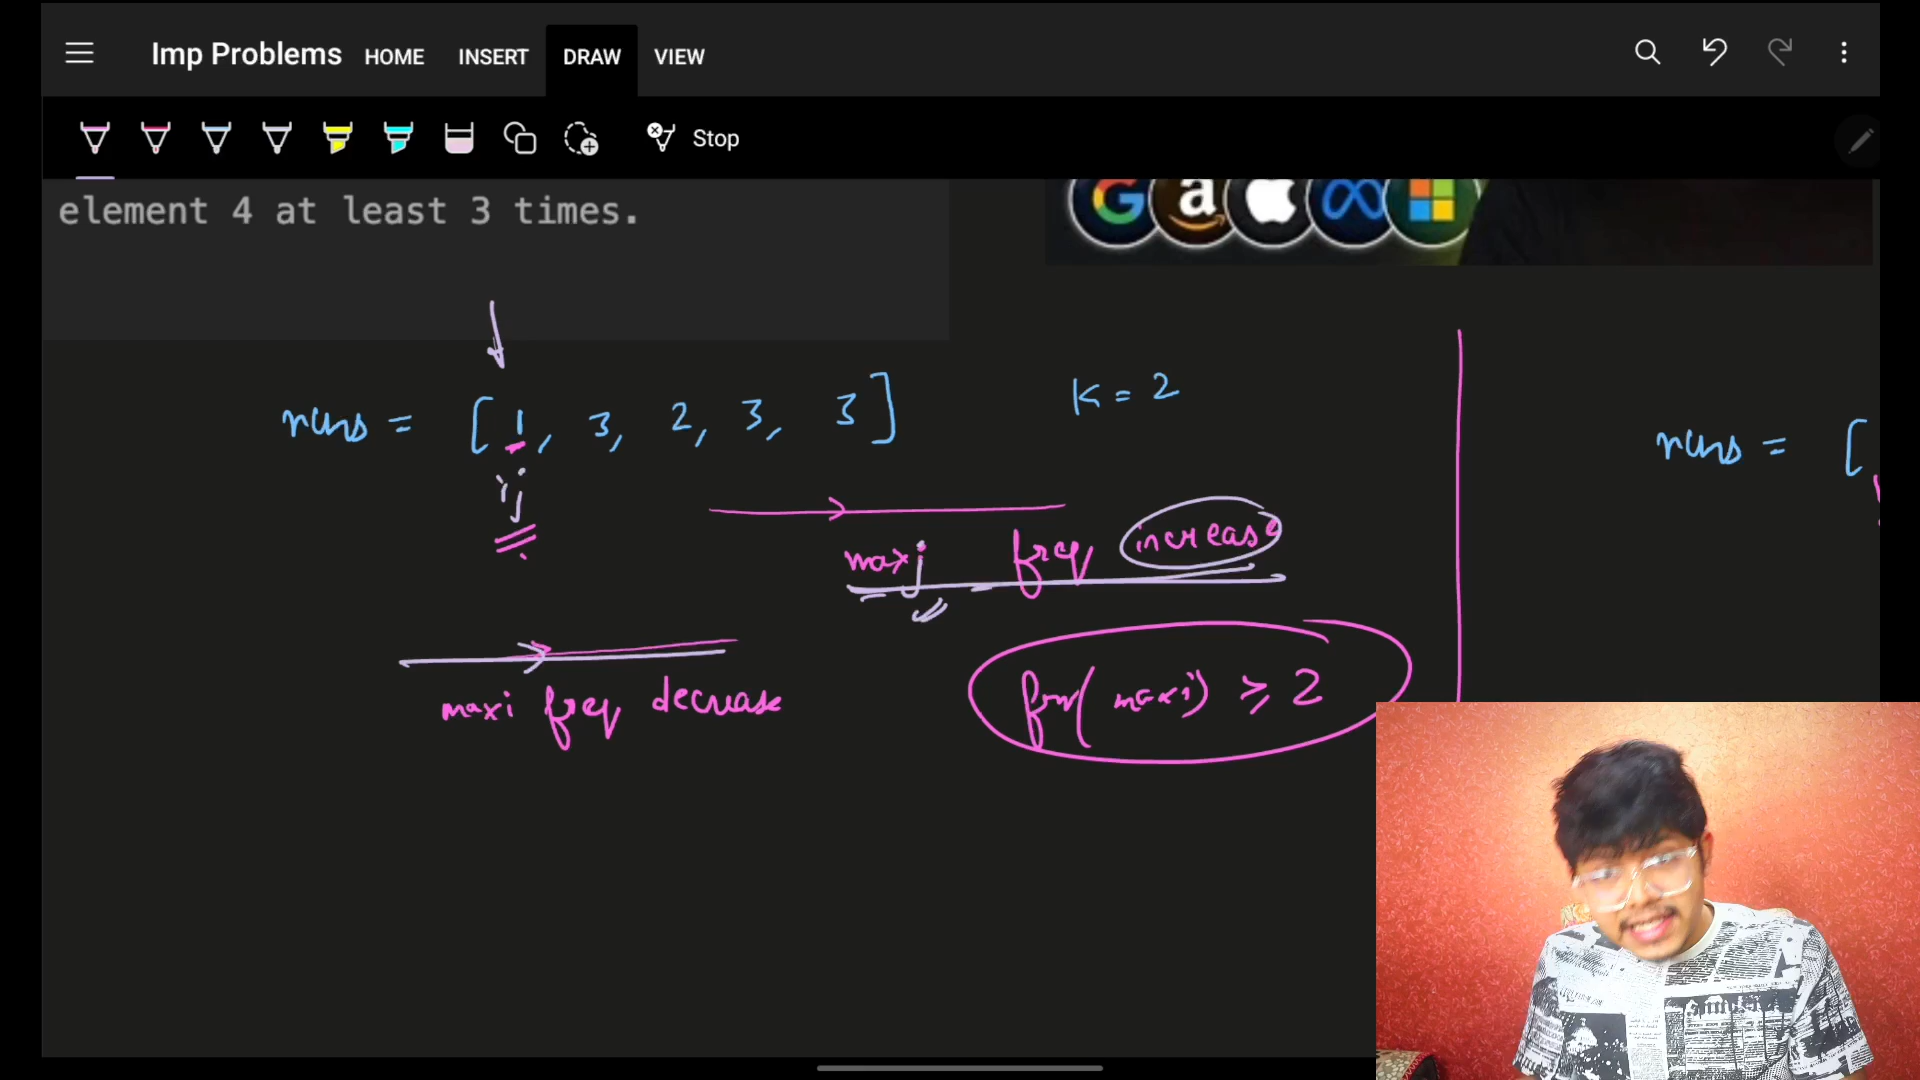 Imp Problems HOME INSERT DRAW VIEW
Stop
element 4 at least 3 times.
a
nums = [ 1, 3, 2, 3, 3 ] K = 2
nums = [
i j
maxi freq increase
maxi freq decrease
freq( maxi) ≥ 2